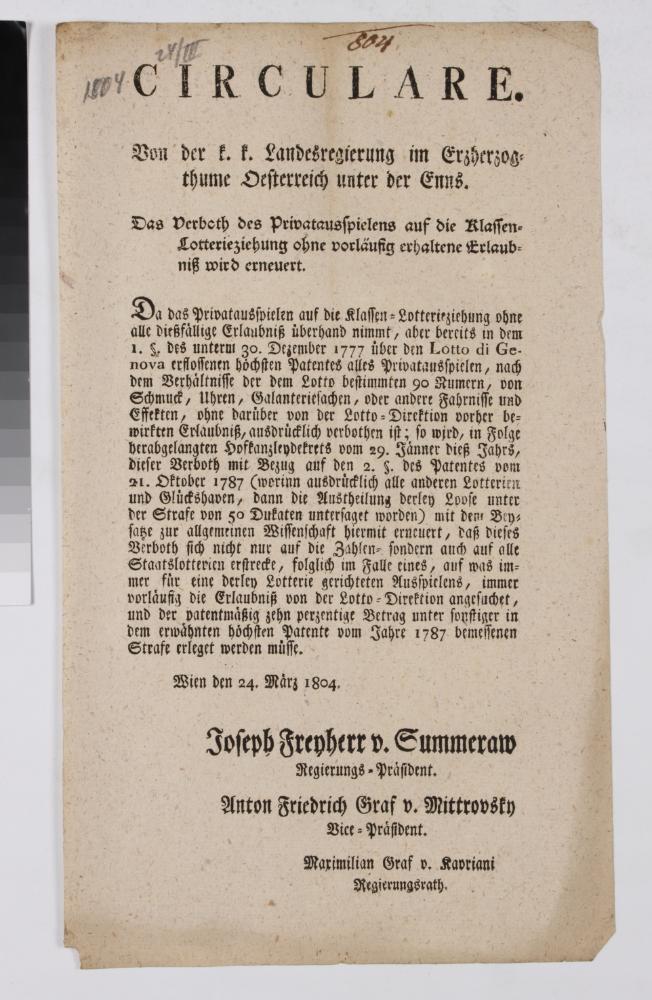 804
24/III
1804
CIRCULARE.
Von der k. k. Landesregierung im Erzherzog-
thume Oesterreich unter der Enns.
Das Verboth des Privatausspielens auf die Klassen-
Lotterieziehung ohne vorläufig erhaltene Erlaub-
niß wird erneuert.
Da das Privatausspielen auf die Klassen-Lotterieziehung ohne
alle dießfällige Erlaubniß überhand nimmt, aber bereits in dem
1. §. des unterm 30. Dezember 1777 über den Lotto di Ge-
nova erflossenen höchsten Patentes alles Privatausspielen, nach
dem Verhältnisse der dem Lotto bestimmten 90 Numern, von
Schmuck, Uhren, Galanteriesachen, oder andere Fahrnisse und
Effekten, ohne darüber von der Lotto-Direktion vorher be-
wirkten Erlaubniß, ausdrücklich verbothen ist; so wird, in Folge
herabgelangten Hofkanzleydekrets vom 29. Jänner dieß Jahrs,
dieser Verboth mit Bezug auf den 2. §. des Patentes vom
21. Oktober 1787 (worinn ausdrücklich alle anderen Lotterien
und Glückshaven, dann die Austheilung derley Loose unter
der Strafe von 50 Dukaten untersaget worden) mit dem Bey-
satze zur allgemeinen Wissenschaft hiermit erneuert, daß dieses
Verboth sich nicht nur auf die Zahlen- sondern auch auf alle
Staatslotterien erstrecke, folglich im Falle eines, auf was im-
mer für eine derley Lotterie gerichteten Ausspielens, immer
vorläufig die Erlaubniß von der Lotto-Direktion angesuchet,
und der patentmäßig zehn perzentige Betrag unter sonstiger in
dem erwähnten höchsten Patente vom Jahre 1787 bemessenen
Strafe erleget werden müsse.
Wien den 24. März 1804.
Joseph Freyherr v. Summeraw
Regierungs-Präsident.
Anton Friedrich Graf v. Mittrovsky
Vice-Präsident.
Maximilian Graf v. Kavriani
Regierungsrath.